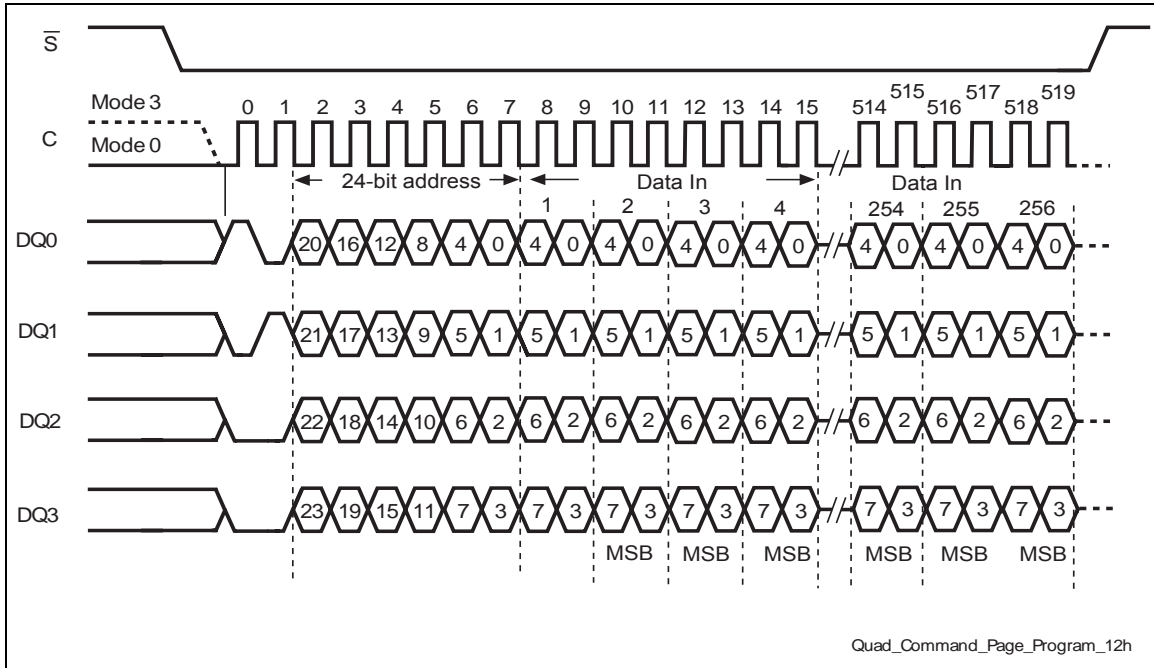 S
Mode 3
C
Mode 0
0 1 2 3 4 5 6 7 8 9 10 11 12 13 14 15 514 515 516 517 518 519
24-bit address Data In Data In
1 2 3 4 254 255 256
DQ0 20 16 12 8 4 0 4 0 4 0 4 0 4 0 4 0 4 0 4 0
DQ1 21 17 13 9 5 1 5 1 5 1 5 1 5 1 5 1 5 1 5 1
DQ2 22 18 14 10 6 2 6 2 6 2 6 2 6 2 6 2 6 2 6 2
DQ3 23 19 15 11 7 3 7 3 7 3 7 3 7 3 7 3 7 3 7 3
MSB MSB MSB MSB MSB MSB
Quad_Command_Page_Program_12h